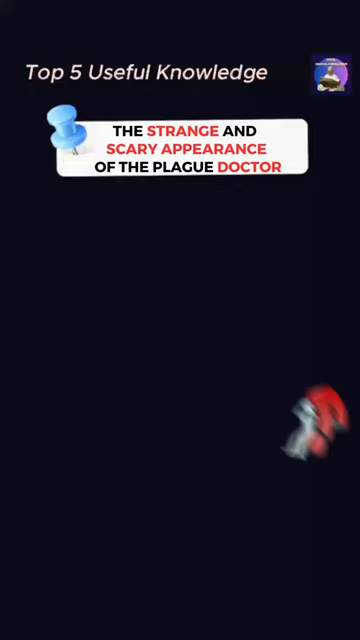 Top 5 Useful Knowledge
THE STRANGE AND
SCARY APPEARANCE
OF THE PLAGUE DOCTOR